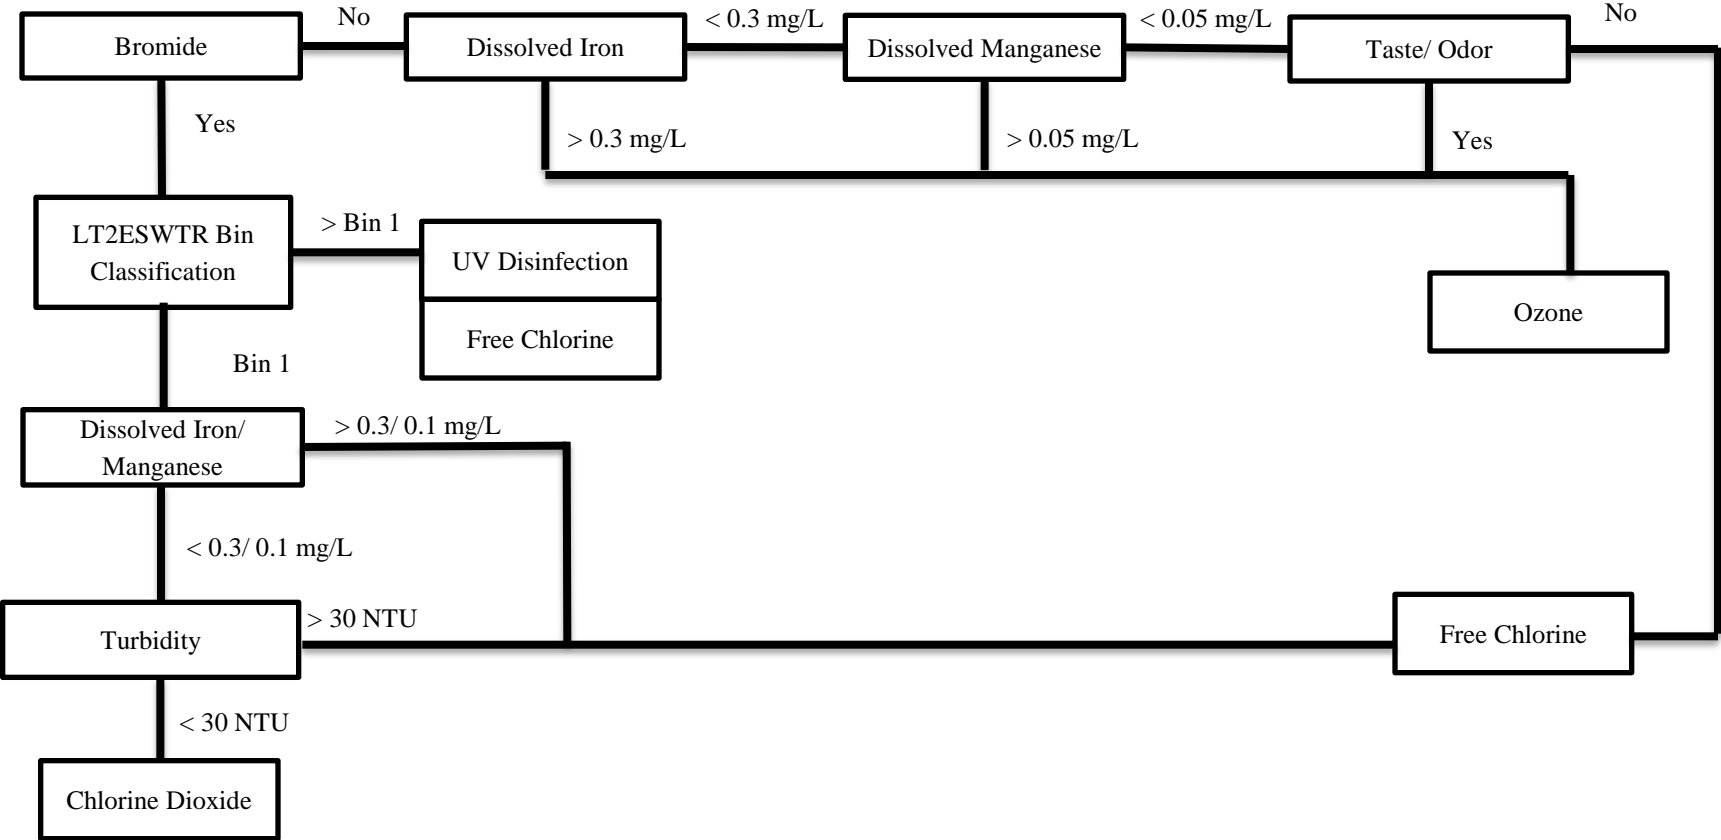 No
< 0.3 mg/L
< 0.05 mg/L
No
Bromide
Dissolved Iron
Dissolved Manganese
Taste/ Odor
Yes
> 0.3 mg/L
> 0.05 mg/L
Yes
LT2ESWTR Bin
Classification
> Bin 1
UV Disinfection
Free Chlorine
Ozone
Bin 1
Dissolved Iron/
Manganese
> 0.3/ 0.1 mg/L
< 0.3/ 0.1 mg/L
Turbidity
> 30 NTU
Free Chlorine
< 30 NTU
Chlorine Dioxide